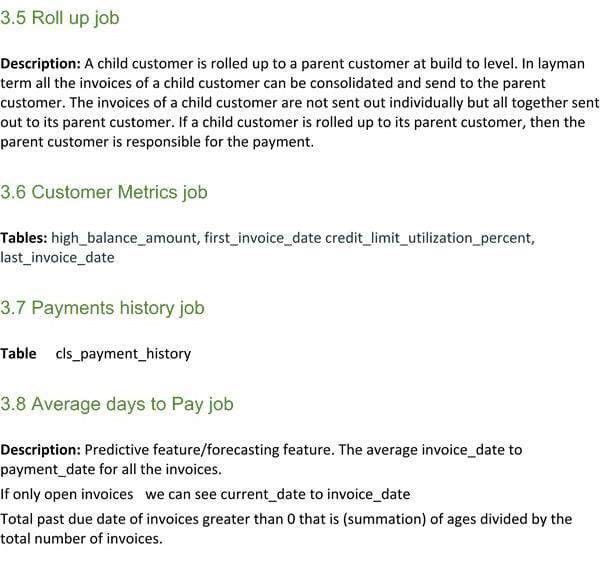 3.5 Roll up job
Description: A child customer is rolled up to a parent customer at build to level. In layman
term all the invoices of a child customer can be consolidated and send to the parent
customer. The invoices of a child customer are not sent out individually but all together sent
out to its parent customer. If a child customer is rolled up to its parent customer, then the
parent customer is responsible for the payment.
3.6 Customer Metrics job
Tables: high_balance_amount, first_invoice_date credit_limit_utilization_percent,
last_invoice_date
3.7 Payments history job
Table cls_payment_history
3.8 Average days to Pay job
Description: Predictive feature/forecasting feature. The average invoice_date to
payment_date for all the invoices.
If only open invoices we can see current_date to invoice_date
Total past due date of invoices greater than 0 that is (summation) of ages divided by the
total number of invoices.